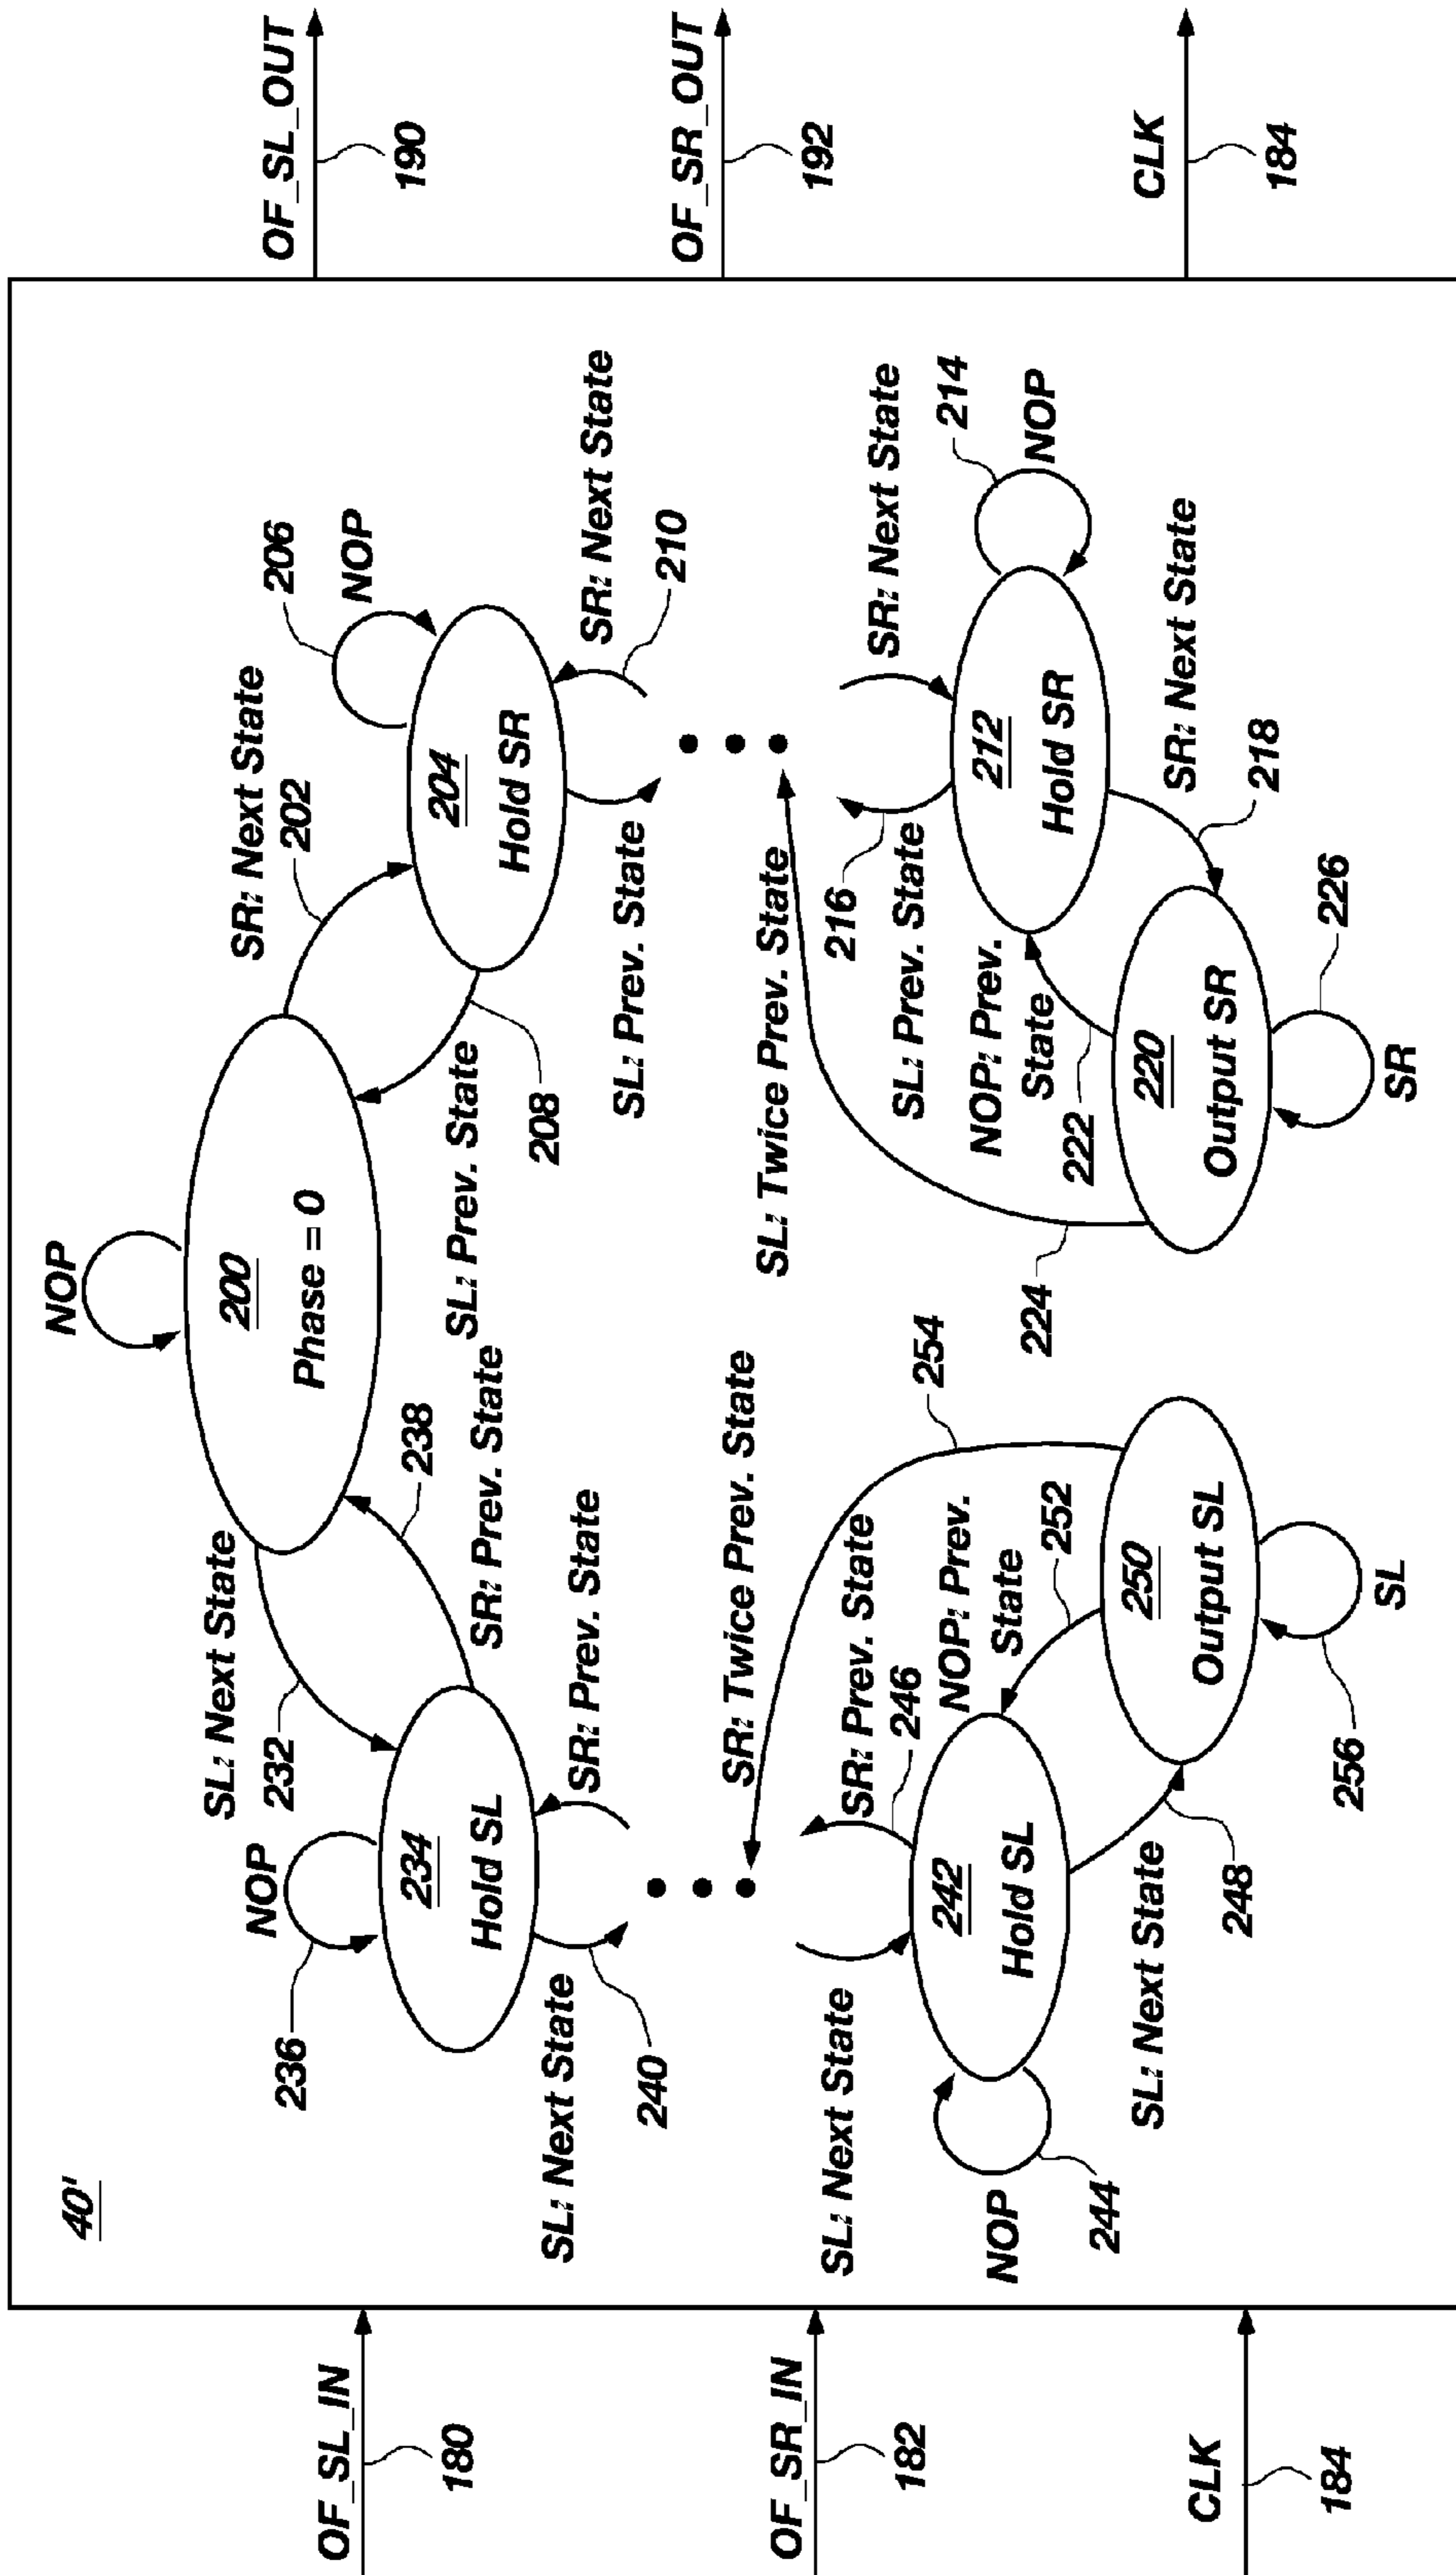 40'
OF_SL_IN
180
OF_SR_IN
182
CLK
184
NOP
200
Phase = 0
SL: Next State
232
SR: Next State
202
NOP
236
234
Hold SL
238
SR: Prev. State
SL: Prev. State
208
204
Hold SR
206
NOP
SL: Next State
240
SR: Prev. State
SL: Prev. State
SR: Next State
210
SR: Twice Prev. State
SL: Twice Prev. State
SL: Next State
SR: Prev. State
246
254
216
SL: Prev. State
SR: Next State
214
NOP
NOP
244
242
Hold SL
NOP: Prev.
State
252
250
Output SL
SL: Next State
248
256
SL
224
NOP: Prev.
State
222
212
Hold SR
SR: Next State
218
220
Output SR
226
SR
OF_SL_OUT
190
OF_SR_OUT
192
CLK
184